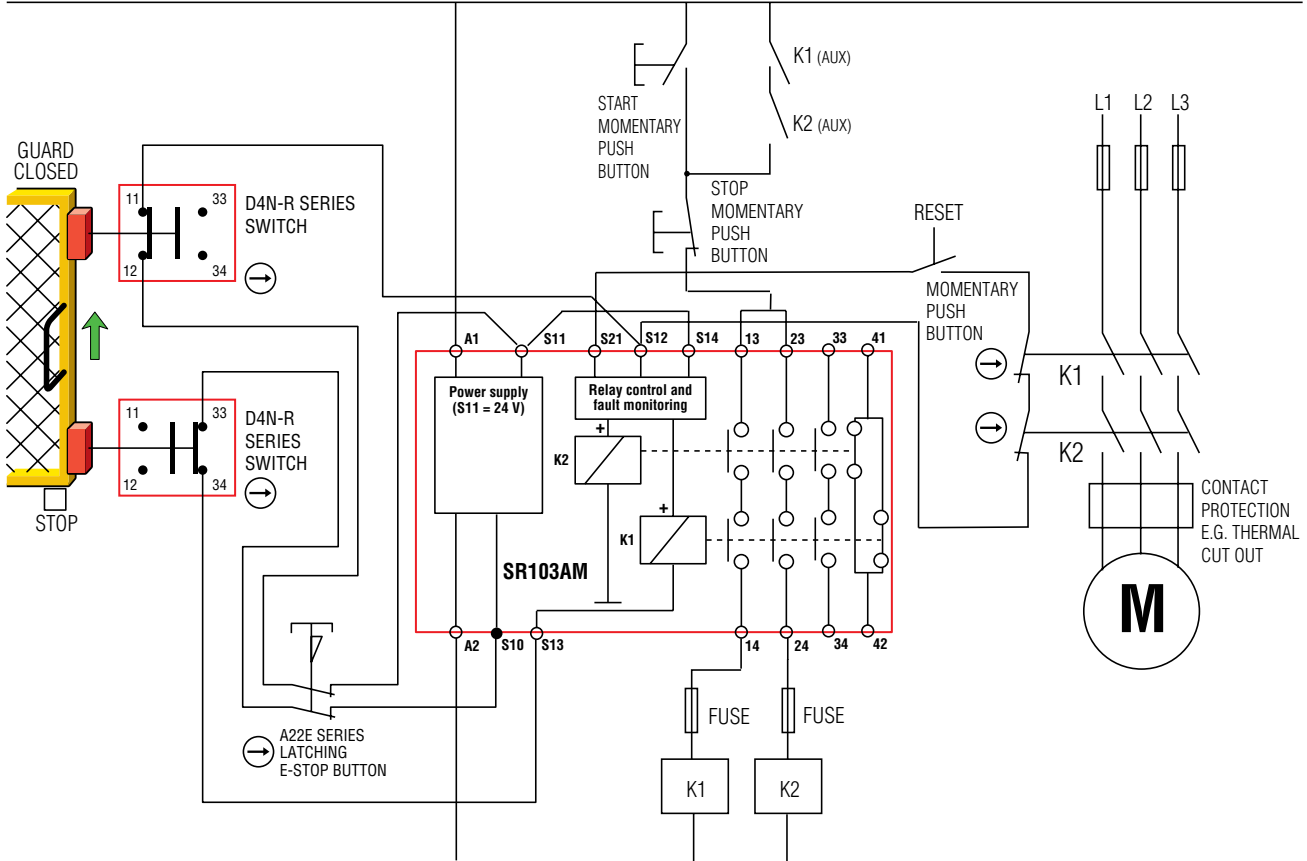 K1 (AUX)
K2 (AUX)
START
MOMENTARY
PUSH
BUTTON
STOP
MOMENTARY
PUSH
BUTTON
L1 L2 L3
GUARD
CLOSED
11 33
12 34
D4N-R SERIES
SWITCH
RESET
MOMENTARY
PUSH
BUTTON
K1
K2
A1 S11 S21 S12 S14 13 23 33 41
Power supply
(S11 = 24 V)
Relay control and
fault monitoring
+
K2
+
K1
SR103AM
11 33
12 34
D4N-R
SERIES
SWITCH
STOP
CONTACT
PROTECTION
E.G. THERMAL
CUT OUT
M
A2 S10 S13 14 24 34 42
FUSE FUSE
A22E SERIES
LATCHING
E-STOP BUTTON
K1 K2